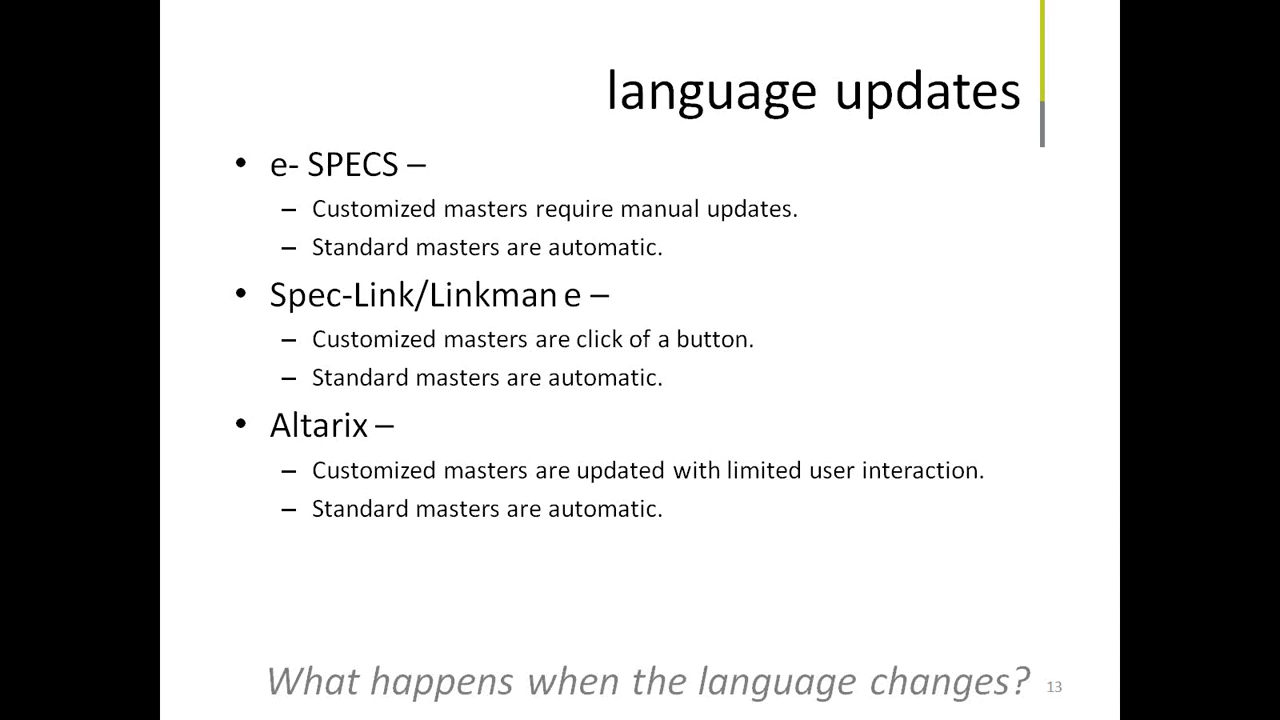 language updates
• e- SPECS –
– Customized masters require manual updates.
– Standard masters are automatic.
• Spec-Link/Linkman e –
– Customized masters are click of a button.
– Standard masters are automatic.
• Altarix –
– Customized masters are updated with limited user interaction.
– Standard masters are automatic.
What happens when the language changes?
13